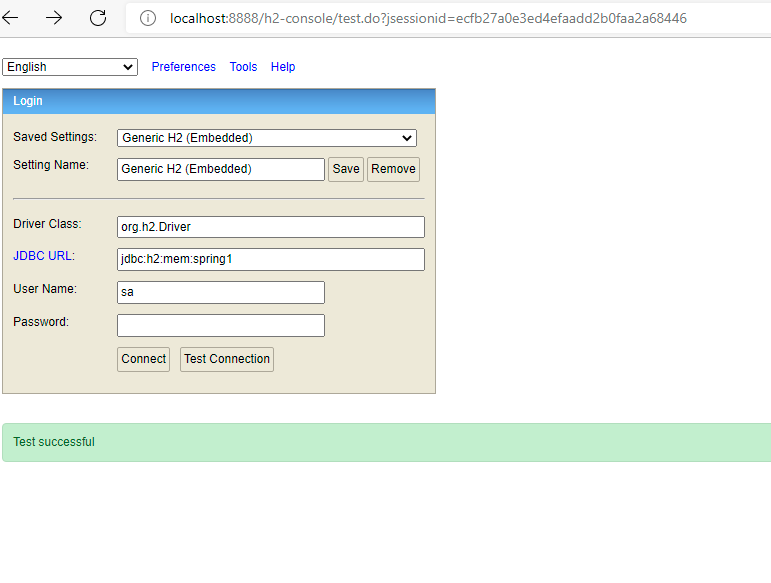 localhost:8888/h2-console/test.do?jsessionid=ecfb27a0e3ed4efaadd2b0faa2a68446
English Preferences Tools Help
Login
Saved Settings: Generic H2 (Embedded)
Setting Name: Generic H2 (Embedded) Save Remove
Driver Class: org.h2.Driver
JDBC URL: jdbc:h2:mem:spring1
User Name: sa
Password:
Connect Test Connection
Test successful